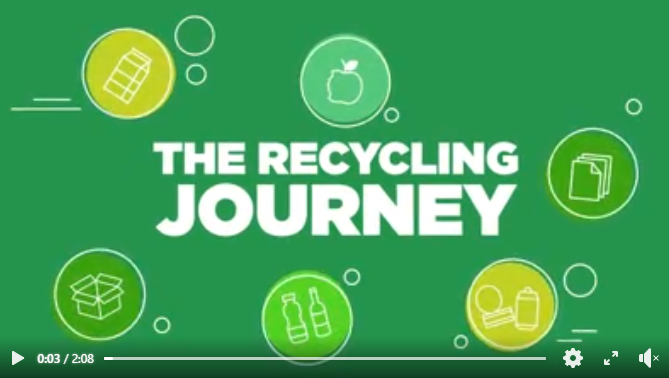 THE RECYCLING
JOURNEY
0:03 / 2:08